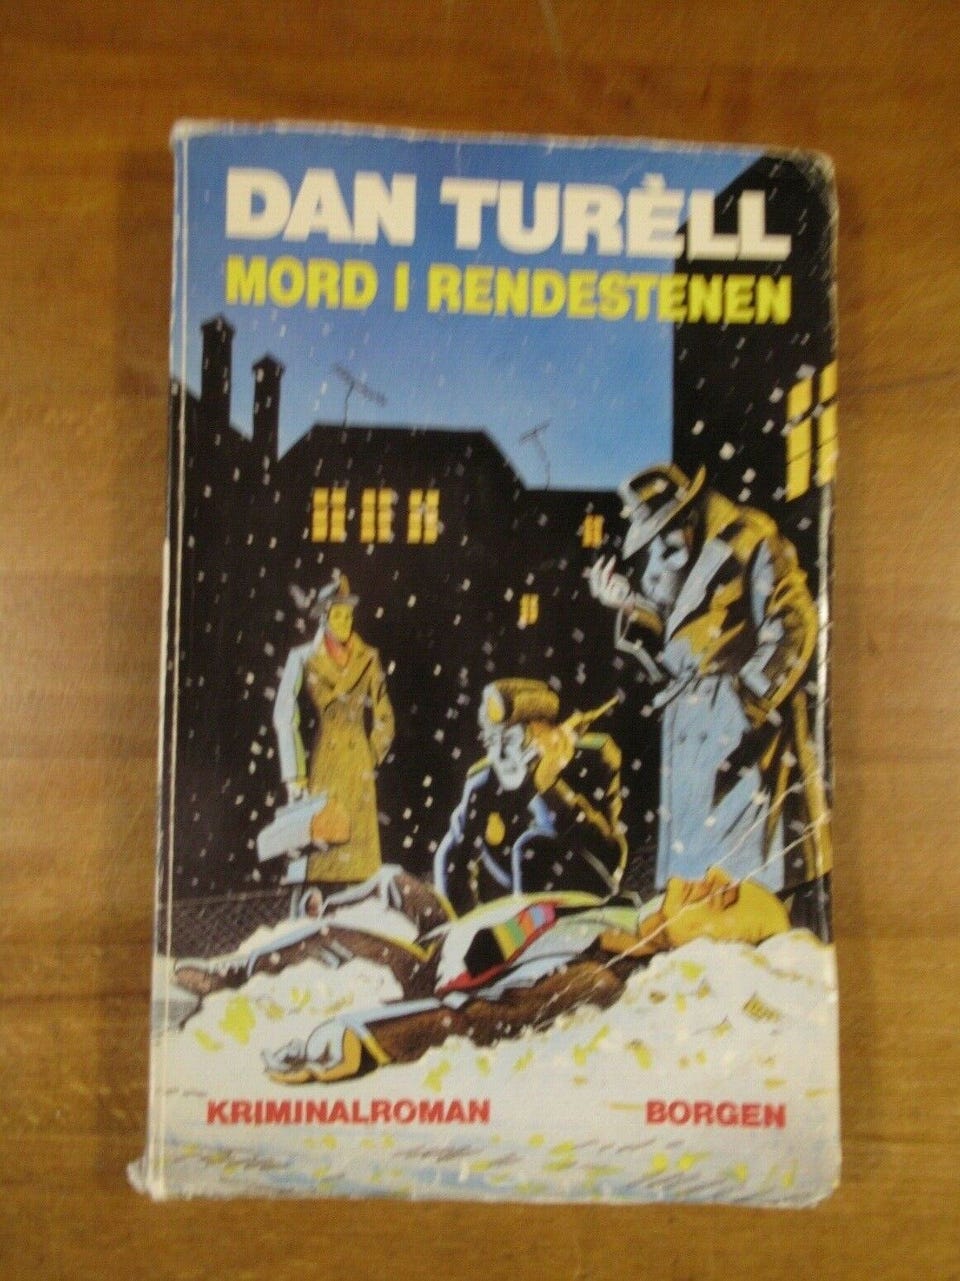 DAN TURÈLL
MORD I RENDESTENEN
KRIMINALROMAN BORGEN